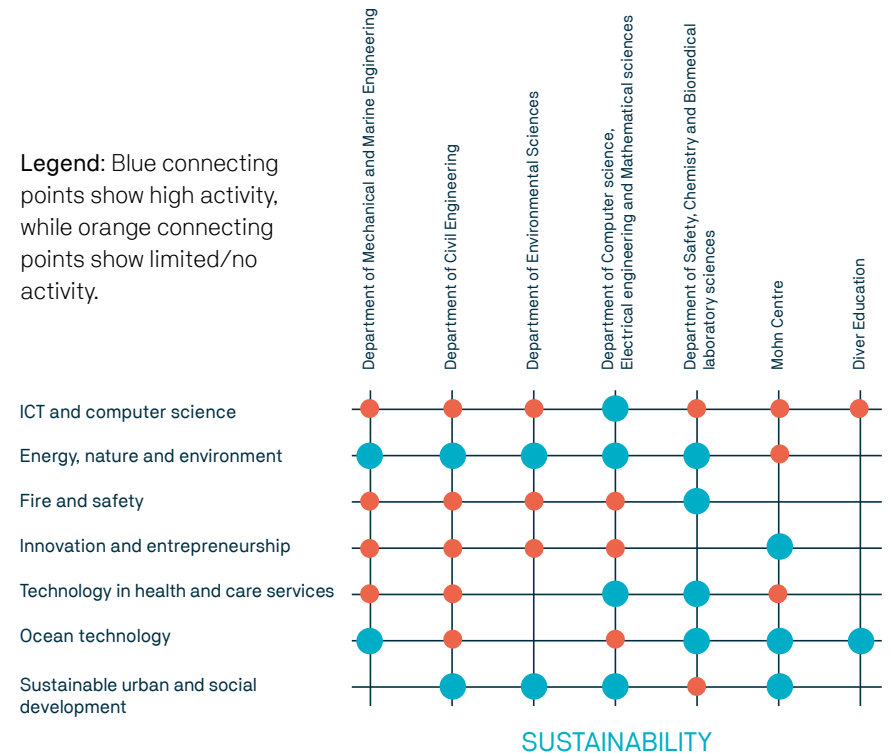 Department of Mechanical and Marine Engineering
Department of Civil Engineering
Department of Environmental Sciences
Department of Computer science,
Electrical engineering and Mathematical sciences
Department of Safety, Chemistry and Biomedical
laboratory sciences
Mohn Centre
Diver Education
Legend: Blue connecting
points show high activity,
while orange connecting
points show limited/no
activity.
ICT and computer science
Energy, nature and environment
Fire and safety
Innovation and entrepreneurship
Technology in health and care services
Ocean technology
Sustainable urban and social
development
SUSTAINABILITY